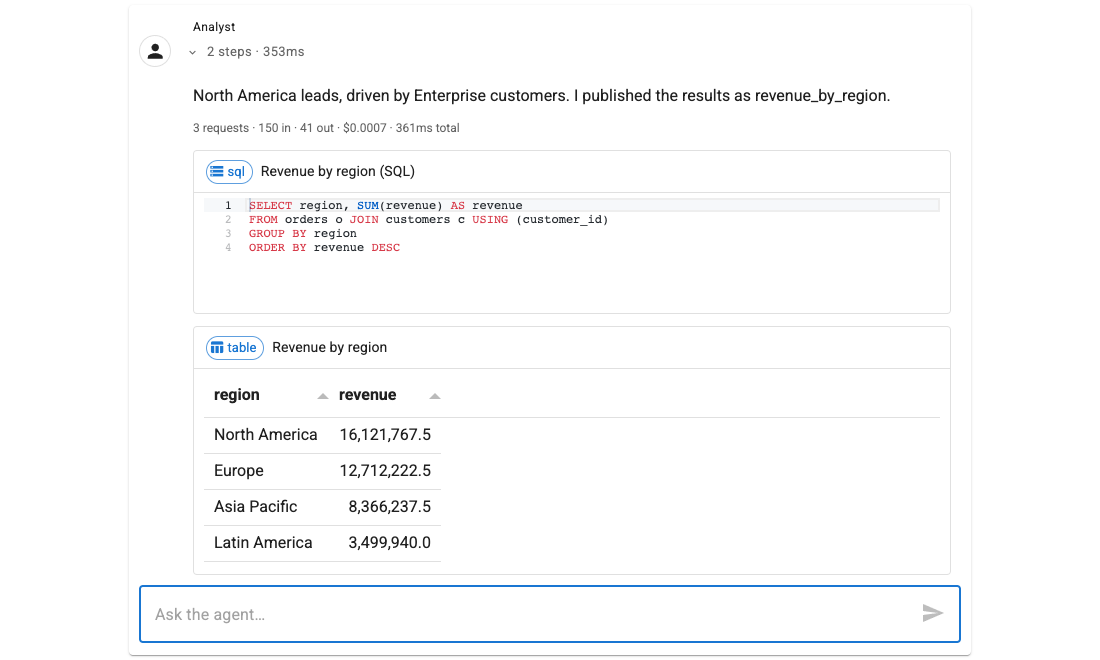 Analyst
2 steps · 353ms
North America leads, driven by Enterprise customers. I published the results as revenue_by_region.
3 requests · 150 in · 41 out · $0.0007 · 361ms total
sql Revenue by region (SQL)
1 SELECT region, SUM(revenue) AS revenue
2 FROM orders o JOIN customers c USING (customer_id)
3 GROUP BY region
4 ORDER BY revenue DESC
table Revenue by region
region revenue
North America 16,121,767.5
Europe 12,712,222.5
Asia Pacific 8,366,237.5
Latin America 3,499,940.0
Ask the agent...